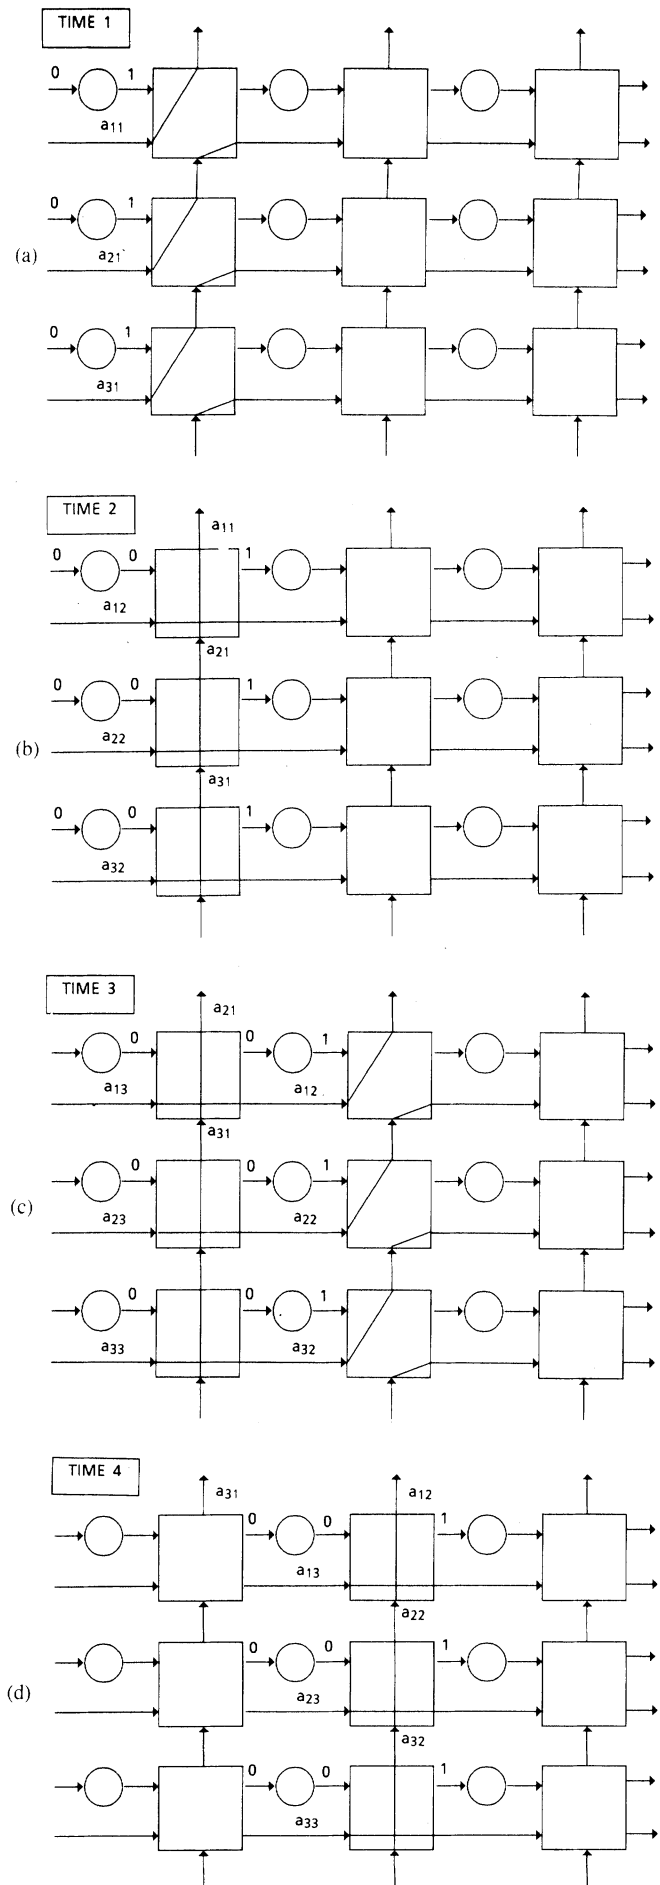 TIME 1
0 1
a11
0 1
(a) a21
0 1
a31
TIME 2
a11
0 0 1
a12
a21
0 0 1
(b) a22
a31
0 0 1
a32
TIME 3
a21
0 0 1
a13 a12
a31
0 0 1
(c) a23 a22
0 0 1
a33 a32
TIME 4
a31 a12
0 0 1
a13
a22
0 0 1
(d) a23
a32
0 0 1
a33